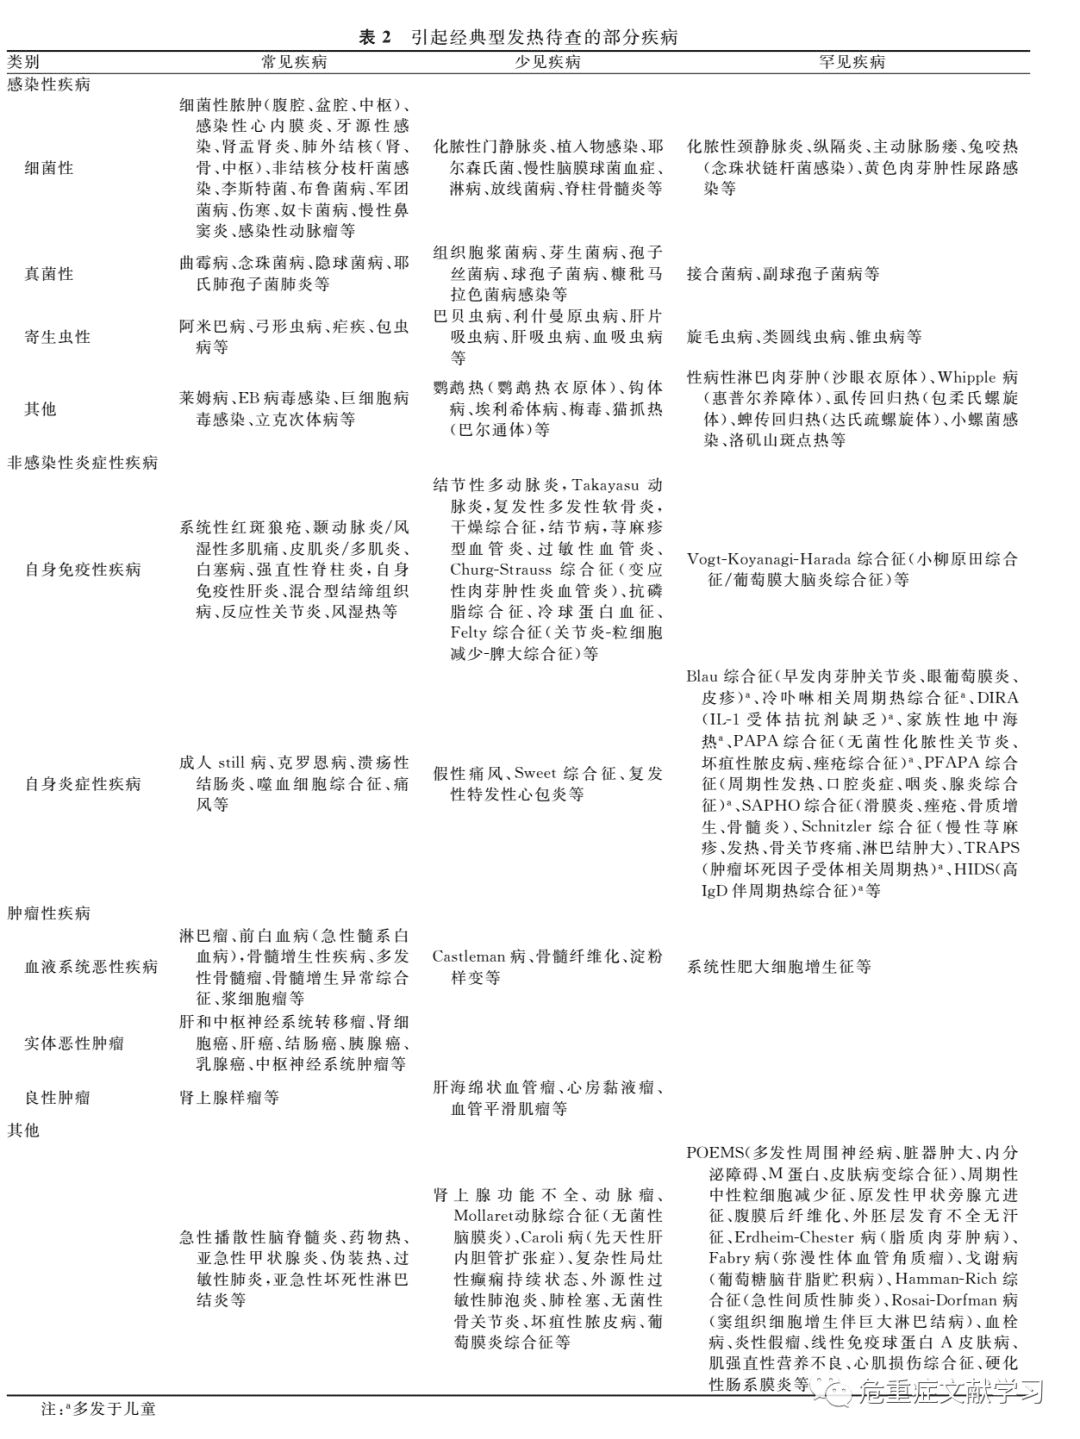 表 2 引起经典型发热待查的部分疾病
类别 常见疾病 少见疾病 罕见疾病
感染性疾病
细菌性
细菌性脓肿(腹腔、盆腔、中枢)、
感染性心内膜炎、牙源性感
染、肾盂肾炎、肺外结核(肾、
骨、中枢)、非结核分枝杆菌感
染、李斯特菌、布鲁菌病、军团
菌病、伤寒、奴卡菌病、慢性鼻
窦炎、感染性动脉瘤等
化脓性门静脉炎、植入物感染、耶
尔森氏菌、慢性脑膜球菌血症、
淋病、放线菌病、脊柱骨髓炎等
化脓性颈静脉炎、纵隔炎、主动脉肠瘘、兔咬热
(念珠状链杆菌感染)、黄色肉芽肿性尿路感
染等
真菌性
曲霉病、念珠菌病、隐球菌病、耶
氏肺孢子菌肺炎等
组织胞浆菌病、芽生菌病、孢子
丝菌病、球孢子菌病、糠秕马
拉色菌病感染等
接合菌病、副球孢子菌病等
寄生虫性
阿米巴病、弓形虫病、疟疾、包虫
病等
巴贝虫病、利什曼原虫病、肝片
吸虫病、肝吸虫病、血吸虫病
等
旋毛虫病、类圆线虫病、锥虫病等
其他
莱姆病、EB病毒感染、巨细胞病
毒感染、立克次体病等
鹦鹉热(鹦鹉热衣原体)、钩体
病、埃利希体病、梅毒、猫抓热
(巴尔通体)等
性病性淋巴肉芽肿(沙眼衣原体)、Whipple 病
(惠普尔养障体)、虱传回归热(包柔氏螺旋
体)、蜱传回归热(达氏疏螺旋体)、小螺菌感
染、洛矶山斑点热等
非感染性炎症性疾病
自身免疫性疾病
系统性红斑狼疮、颞动脉炎/风
湿性多肌痛、皮肌炎/多肌炎、
白塞病、强直性脊柱炎,自身
免疫性肝炎、混合型结缔组织
病、反应性关节炎、风湿热等
结节性多动脉炎,Takayasu 动
脉炎,复发性多发性软骨炎,
干燥综合征,结节病,荨麻疹
型血管炎、过敏性血管炎、
Churg-Strauss 综合征(变应
性肉芽肿性炎血管炎)、抗磷
脂综合征、冷球蛋白血征、
Felty 综合征(关节炎-粒细胞
减少-脾大综合征)等
Vogt-Koyanagi-Harada 综合征(小柳原田综合
征/葡萄膜大脑炎综合征)等
自身炎症性疾病
成人 still 病、克罗恩病、溃疡性
结肠炎、噬血细胞综合征、痛
风等
假性痛风、Sweet 综合征、复发
性特发性心包炎等
Blau 综合征(早发肉芽肿关节炎、眼葡萄膜炎、
皮疹)ᵃ、冷卟啉相关周期热综合征ᵃ、DIRA
(IL-1 受体拮抗剂缺乏)ᵃ、家族性地中海
热ᵃ、PAPA 综合征(无菌性化脓性关节炎、
坏疽性脓皮病、痤疮综合征)ᵃ、PFAPA 综合
征(周期性发热、口腔炎症、咽炎、腺炎综合
征)ᵃ、SAPHO 综合征(滑膜炎、痤疮、骨质增
生、骨髓炎)、Schnitzler 综合征(慢性荨麻
疹、发热、骨关节疼痛、淋巴结肿大)、TRAPS
(肿瘤坏死因子受体相关周期热)ᵃ、HIDS(高
IgD 伴周期热综合征)ᵃ等
肿瘤性疾病
血液系统恶性疾病
淋巴瘤、前白血病(急性髓系白
血病),骨髓增生性疾病、多发
性骨髓瘤、骨髓增生异常综合
征、浆细胞瘤等
Castleman 病、骨髓纤维化、淀粉
样变等
系统性肥大细胞增生征等
实体恶性肿瘤
肝和中枢神经系统转移瘤、肾细
胞癌、肝癌、结肠癌、胰腺癌、
乳腺癌、中枢神经系统肿瘤等
良性肿瘤
肾上腺样瘤等
肝海绵状血管瘤、心房黏液瘤、
血管平滑肌瘤等
其他
急性播散性脑脊髓炎、药物热、
亚急性甲状腺炎、伪装热、过
敏性肺炎,亚急性坏死性淋巴
结炎等
肾上腺功能不全、动脉瘤、
Mollaret动脉综合征(无菌性
脑膜炎)、Caroli 病(先天性肝
内胆管扩张症)、复杂性局灶
性癫痫持续状态、外源性过
敏性肺泡炎、肺栓塞、无菌性
骨关节炎、坏疽性脓皮病、葡
萄膜炎综合征等
POEMS(多发性周围神经病、脏器肿大、内分
泌障碍、M 蛋白、皮肤病变综合征)、周期性
中性粒细胞减少征、原发性甲状旁腺亢进
征、腹膜后纤维化、外胚层发育不全无汗
征、Erdheim-Chester 病(脂质肉芽肿病)、
Fabry 病(弥漫性体血管角质瘤)、戈谢病
(葡萄糖脑苷脂贮积病)、Hamman-Rich 综
合征(急性间质性肺炎)、Rosai-Dorfman 病
(窦组织细胞增生伴巨大淋巴结病)、血栓
病、炎性假瘤、线性免疫球蛋白 A 皮肤病、
肌强直性营养不良、心肌损伤综合征、硬化
性肠系膜炎等
危重症文献学习
注:ᵃ多发于儿童